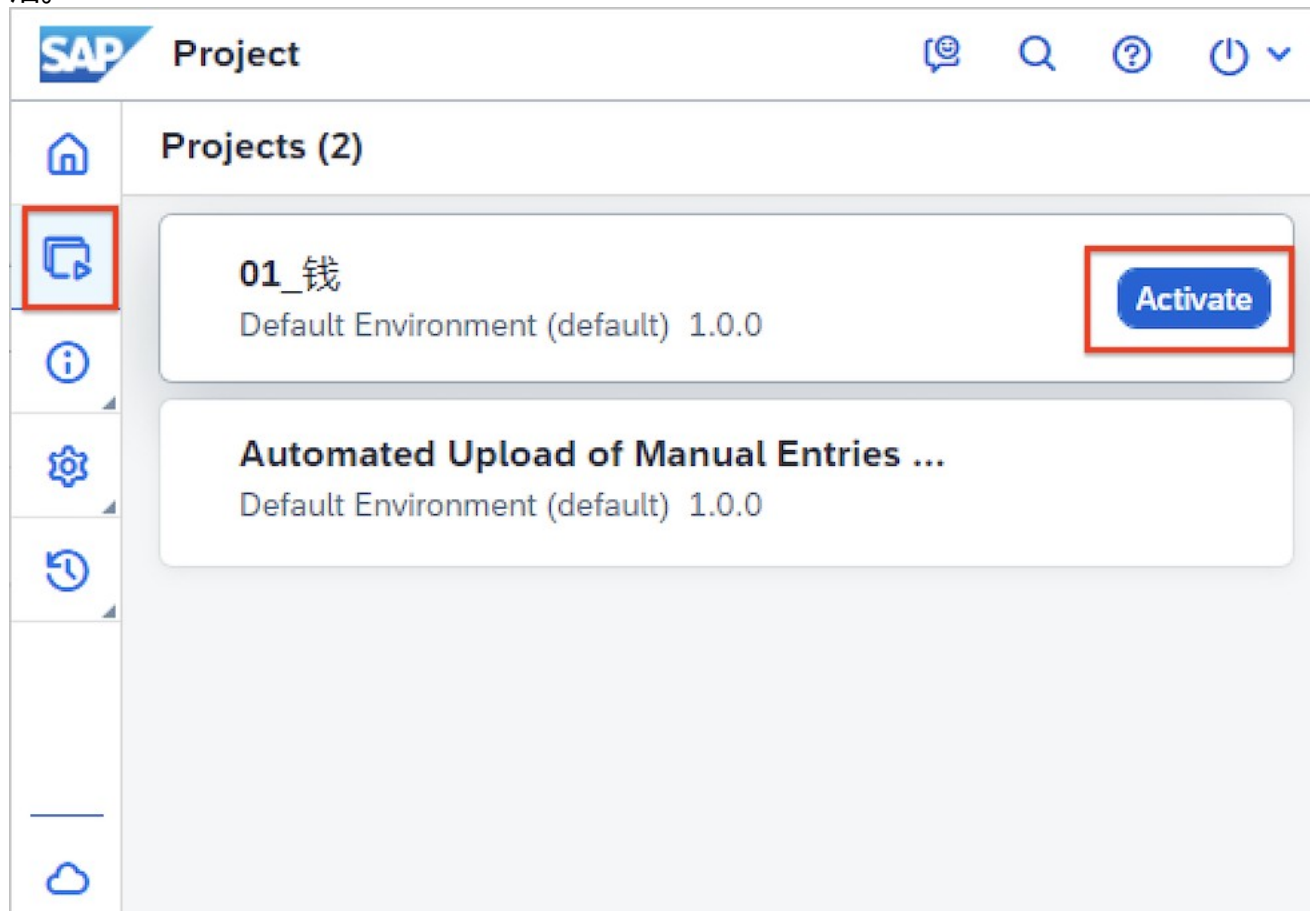 SAP Project
Projects (2)
01_钱
Default Environment (default) 1.0.0
Activate
Automated Upload of Manual Entries ...
Default Environment (default) 1.0.0